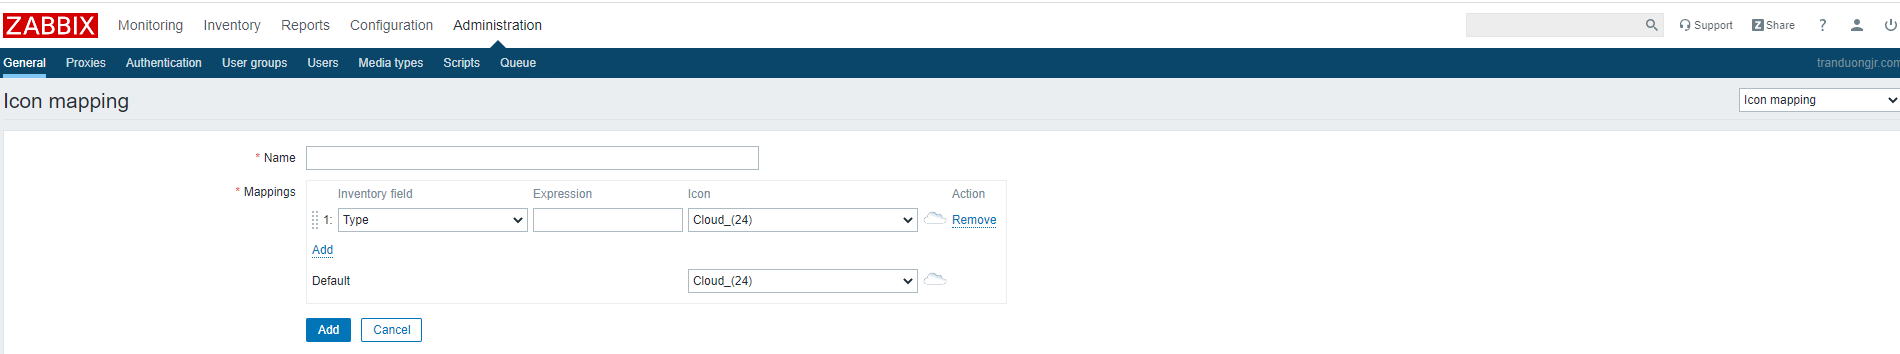 ZABBIX Monitoring Inventory Reports Configuration Administration Support Z Share ?
General Proxies Authentication User groups Users Media types Scripts Queue tranduongjr.com
Icon mapping Icon mapping
* Name
* Mappings Inventory field Expression Icon Action
1: Type Cloud_(24) Remove
Add
Default Cloud_(24)
Add Cancel